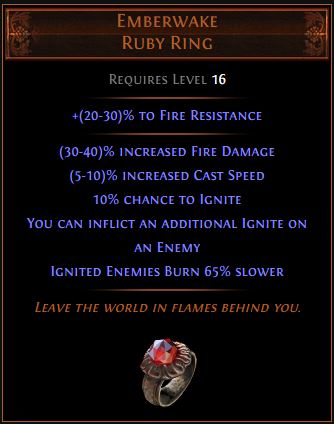 Emberwake
Ruby Ring
Requires Level 16
+(20-30)% to Fire Resistance
(30-40)% increased Fire Damage
(5-10)% increased Cast Speed
10% chance to Ignite
You can inflict an additional Ignite on
an Enemy
Ignited Enemies Burn 65% slower
Leave the world in flames behind you.